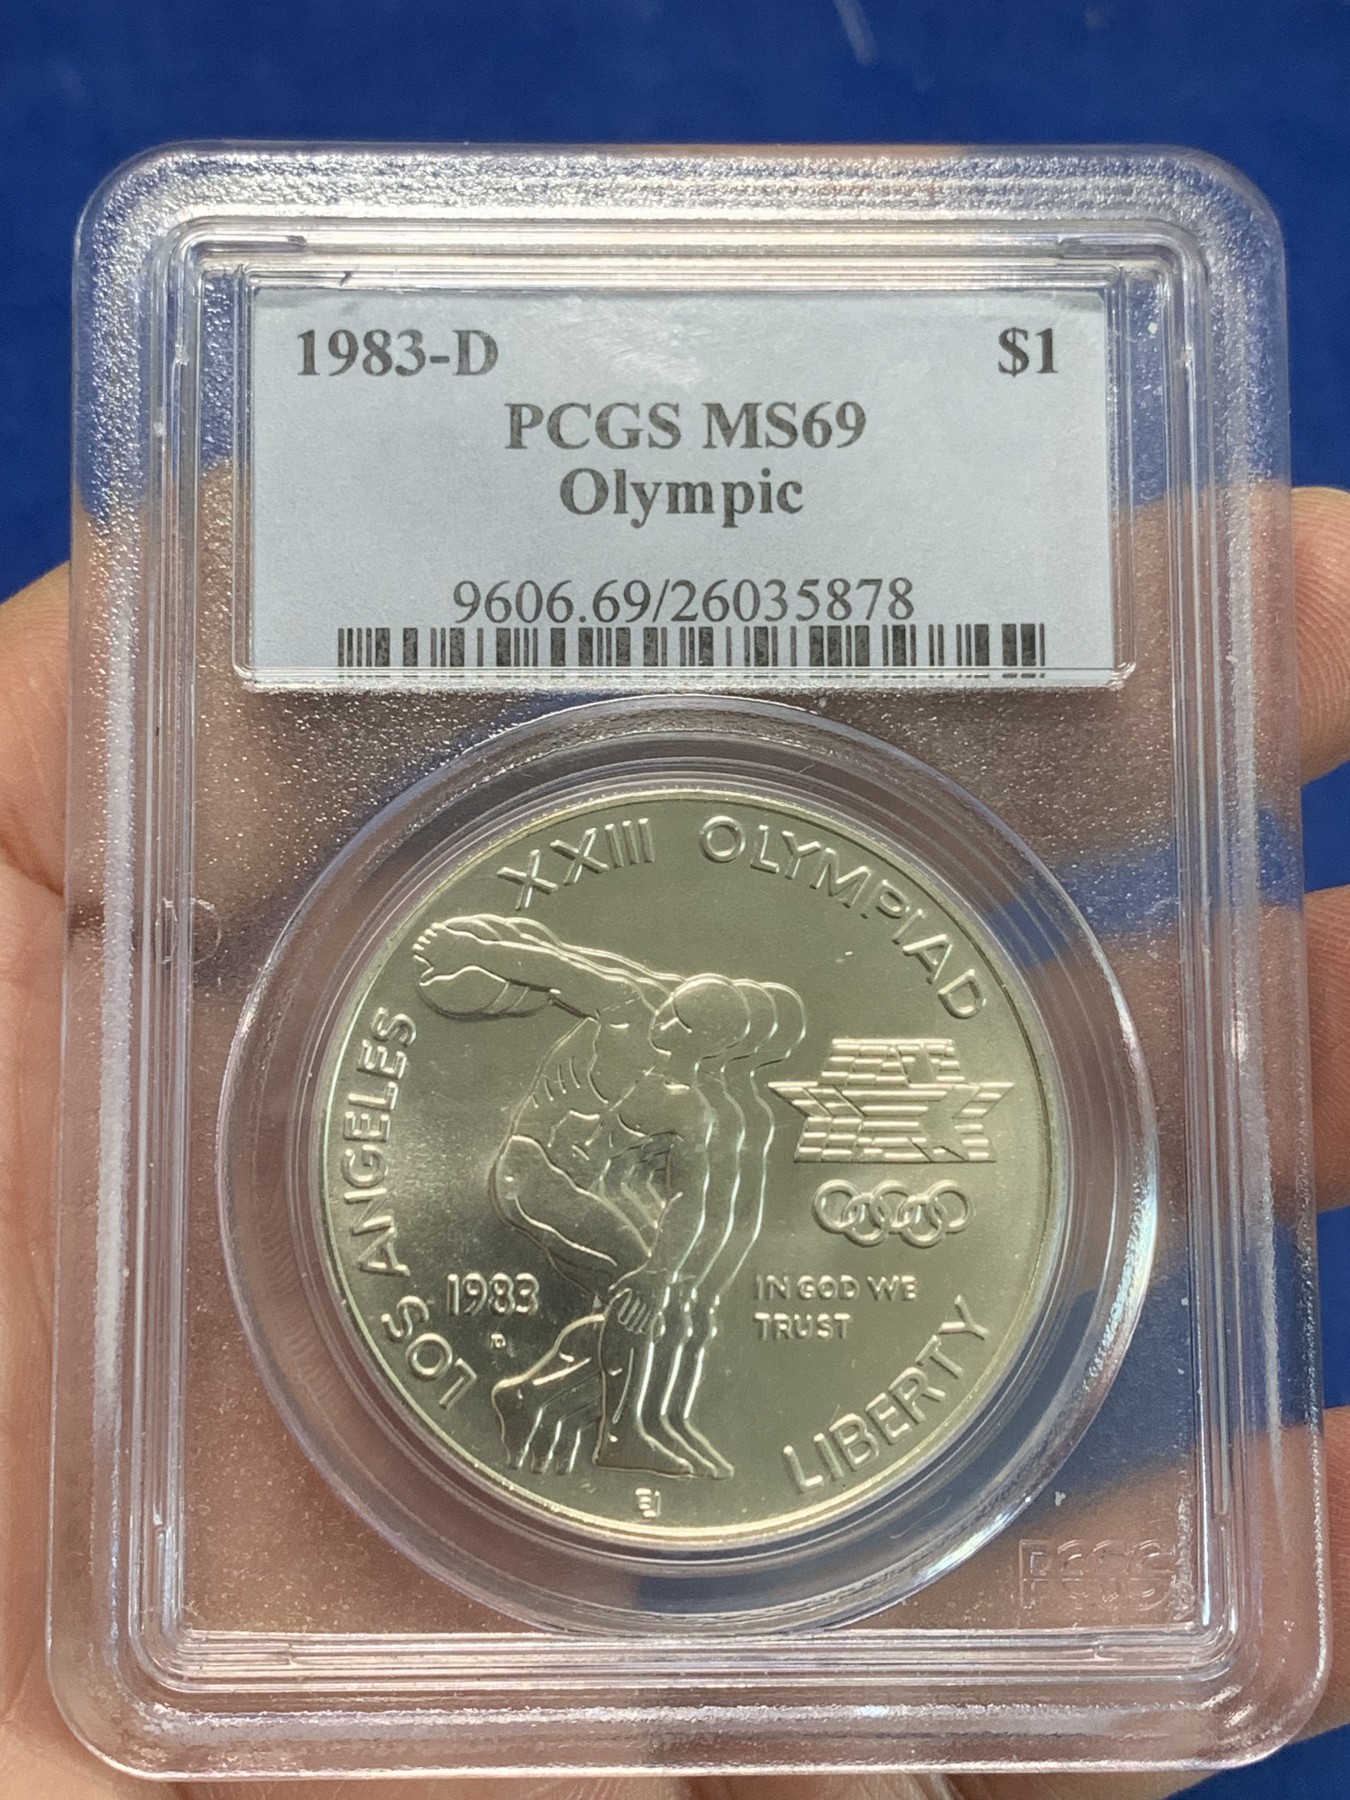 1983-D $1
PCGS MS69
Olympic
9606.69/26035878
XXIII OLYMPIAD
LOS ANGELES
1983
D
IN GOD WE
TRUST
LIBERTY
EJ
PCGS